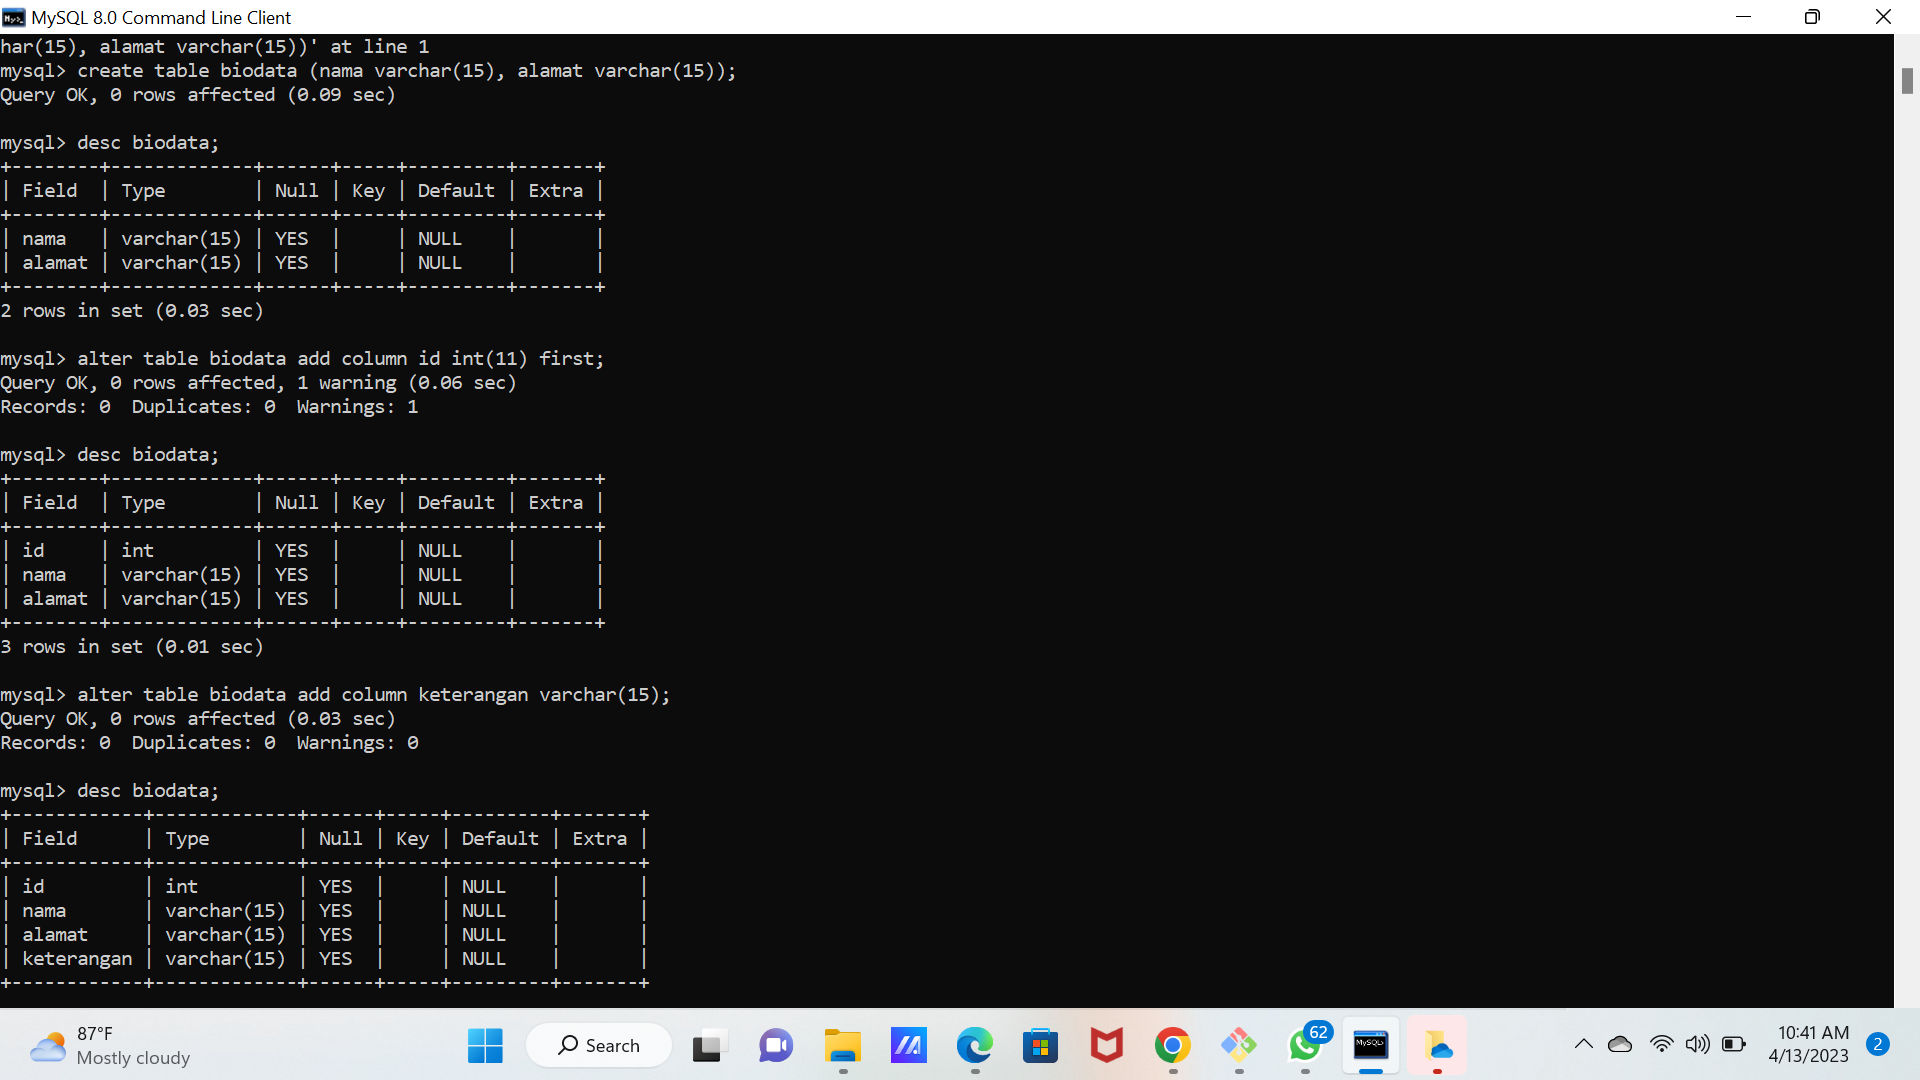 MySQL 8.0 Command Line Client
har(15), alamat varchar(15))' at line 1
mysql> create table biodata (nama varchar(15), alamat varchar(15));
Query OK, 0 rows affected (0.09 sec)
mysql> desc biodata;
+--------+-------------+------+-----+---------+-------+
| Field  | Type        | Null | Key | Default | Extra |
+--------+-------------+------+-----+---------+-------+
| nama   | varchar(15) | YES  |     | NULL    |       |
| alamat | varchar(15) | YES  |     | NULL    |       |
+--------+-------------+------+-----+---------+-------+
2 rows in set (0.03 sec)
mysql> alter table biodata add column id int(11) first;
Query OK, 0 rows affected, 1 warning (0.06 sec)
Records: 0  Duplicates: 0  Warnings: 1
mysql> desc biodata;
+--------+-------------+------+-----+---------+-------+
| Field  | Type        | Null | Key | Default | Extra |
+--------+-------------+------+-----+---------+-------+
| id     | int         | YES  |     | NULL    |       |
| nama   | varchar(15) | YES  |     | NULL    |       |
| alamat | varchar(15) | YES  |     | NULL    |       |
+--------+-------------+------+-----+---------+-------+
3 rows in set (0.01 sec)
mysql> alter table biodata add column keterangan varchar(15);
Query OK, 0 rows affected (0.03 sec)
Records: 0  Duplicates: 0  Warnings: 0
mysql> desc biodata;
+------------+-------------+------+-----+---------+-------+
| Field      | Type        | Null | Key | Default | Extra |
+------------+-------------+------+-----+---------+-------+
| id         | int         | YES  |     | NULL    |       |
| nama       | varchar(15) | YES  |     | NULL    |       |
| alamat     | varchar(15) | YES  |     | NULL    |       |
| keterangan | varchar(15) | YES  |     | NULL    |       |
+------------+-------------+------+-----+---------+-------+
87°F
Mostly cloudy
Search
62
MySQL>
10:41 AM
4/13/2023
2